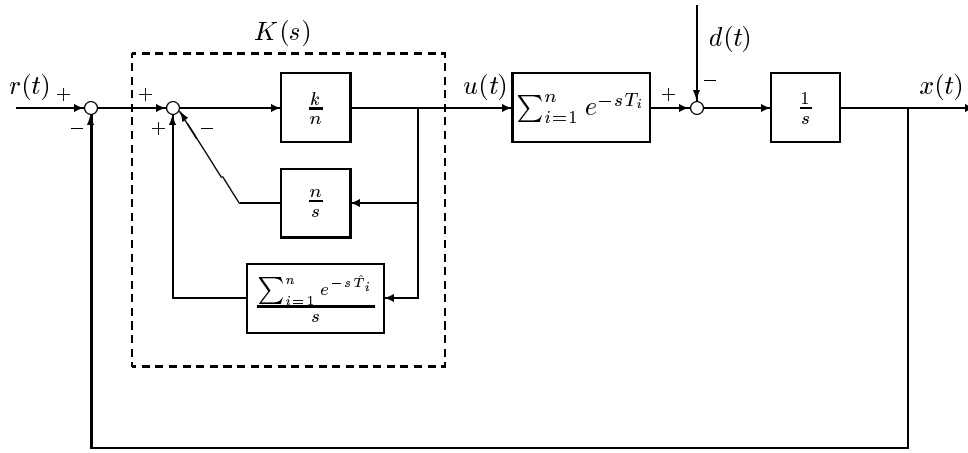 K(s)
r(t)
+
−
+
+
−
k/n
u(t)
∑_{i=1}^{n} e^{-sT_i}
+
−
d(t)
1/s
x(t)
n/s
∑_{i=1}^{n} e^{-s\hat{T}_i}/s